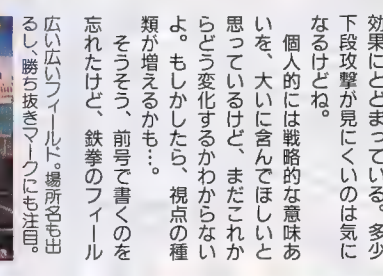 効果にとどまっている。多少
下段攻撃が見にくいのは気に
なるけどね。
個人的には戦略的な意味あ
いを、大いに含んでほしいと
思っているけど、まだこれか
らどう変化するかわからない
よ。もしかしたら、視点の種
類が増えるかも…。
そうそう、前号で書くのを
忘れたけど、鉄拳のフィール
広い広いフィールド。場所名も出
るし、勝ち抜きマークにも注目。